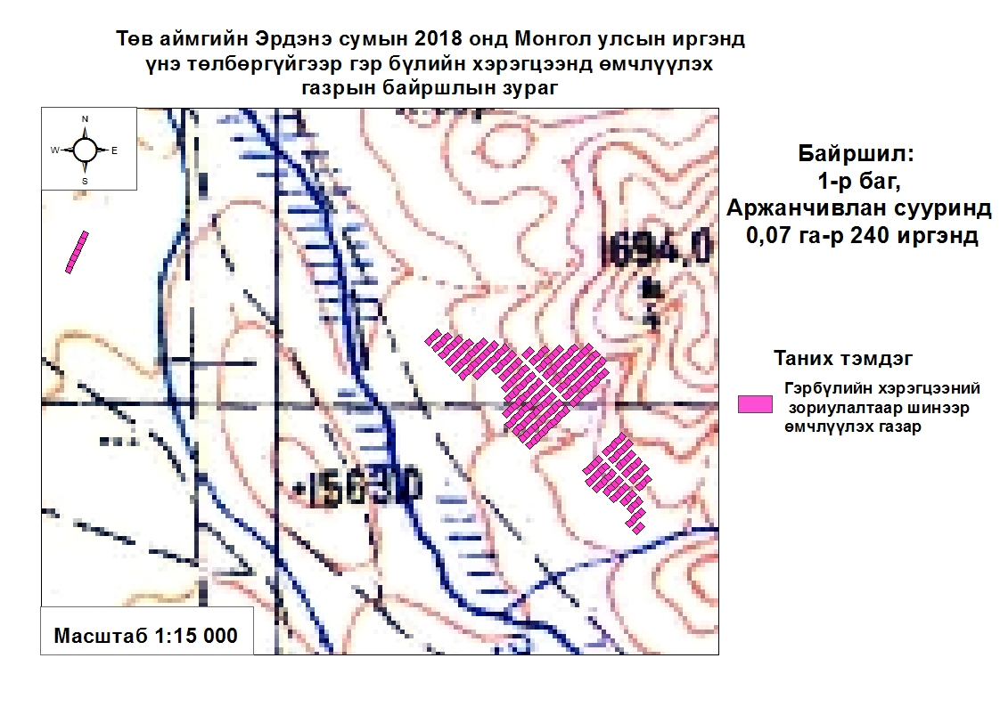 Төв аймгийн Эрдэнэ сумын 2018 онд Монгол улсын иргэнд
үнэ төлбөргүйгээр гэр бүлийн хэрэгцээнд өмчлүүлэх
газрын байршлын зураг
N
W E
S
Байршил:
1-р баг,
Аржанчивлан сууринд
0,07 га-р 240 иргэнд
1694.0
Таних тэмдэг
Гэрбүлийн хэрэгцээний
зориулалтаар шинээр
өмчлүүлэх газар
Масштаб 1:15 000